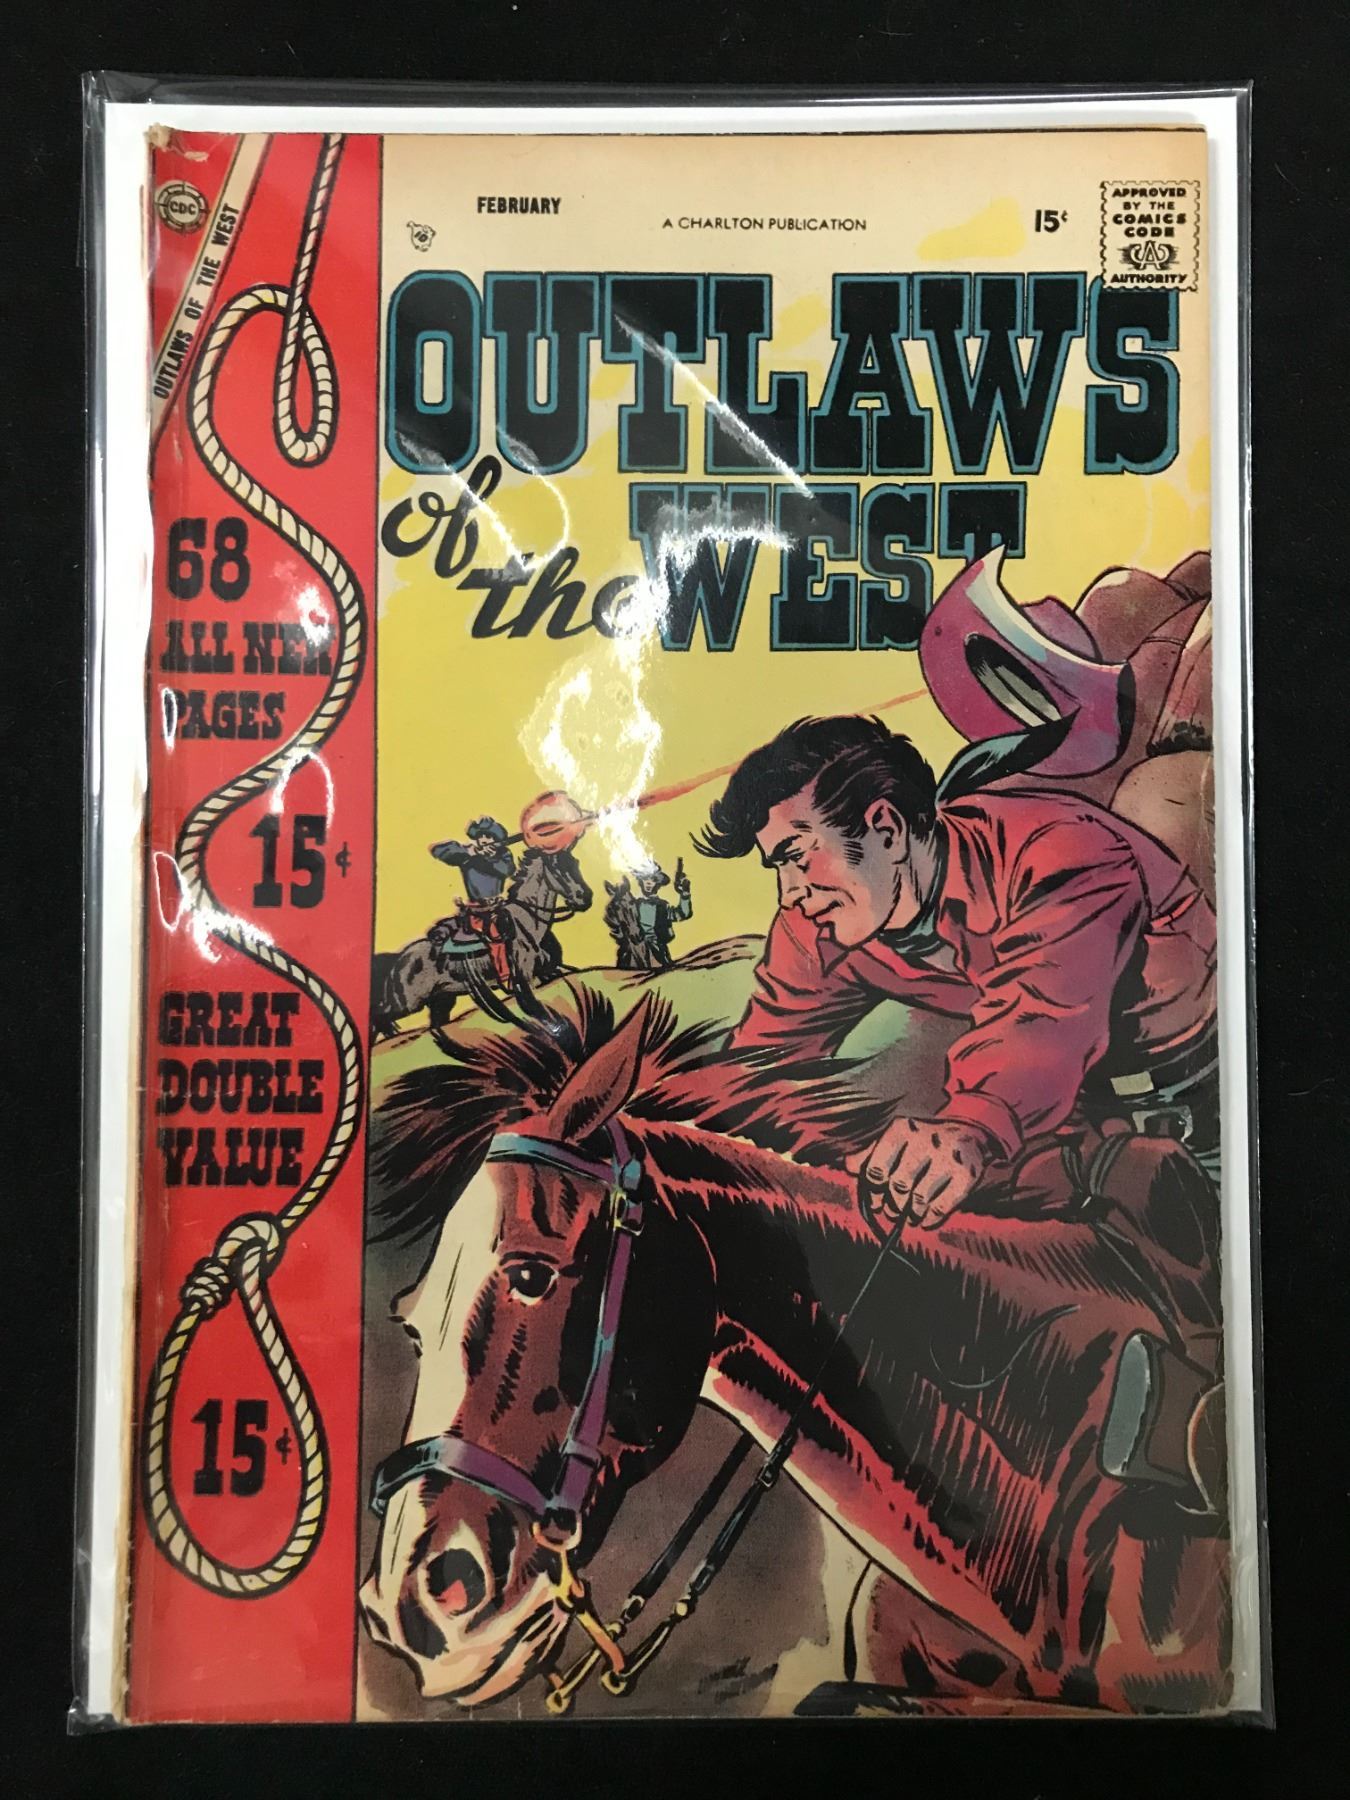 CDC
OUTLAWS OF THE WEST
FEBRUARY
10
A CHARLTON PUBLICATION
15¢
APPROVED
BY THE
COMICS
CODE
CA
AUTHORITY
OUTLAWS
of the WEST
68
ALL NEW
PAGES
15¢
GREAT
DOUBLE
VALUE
15¢